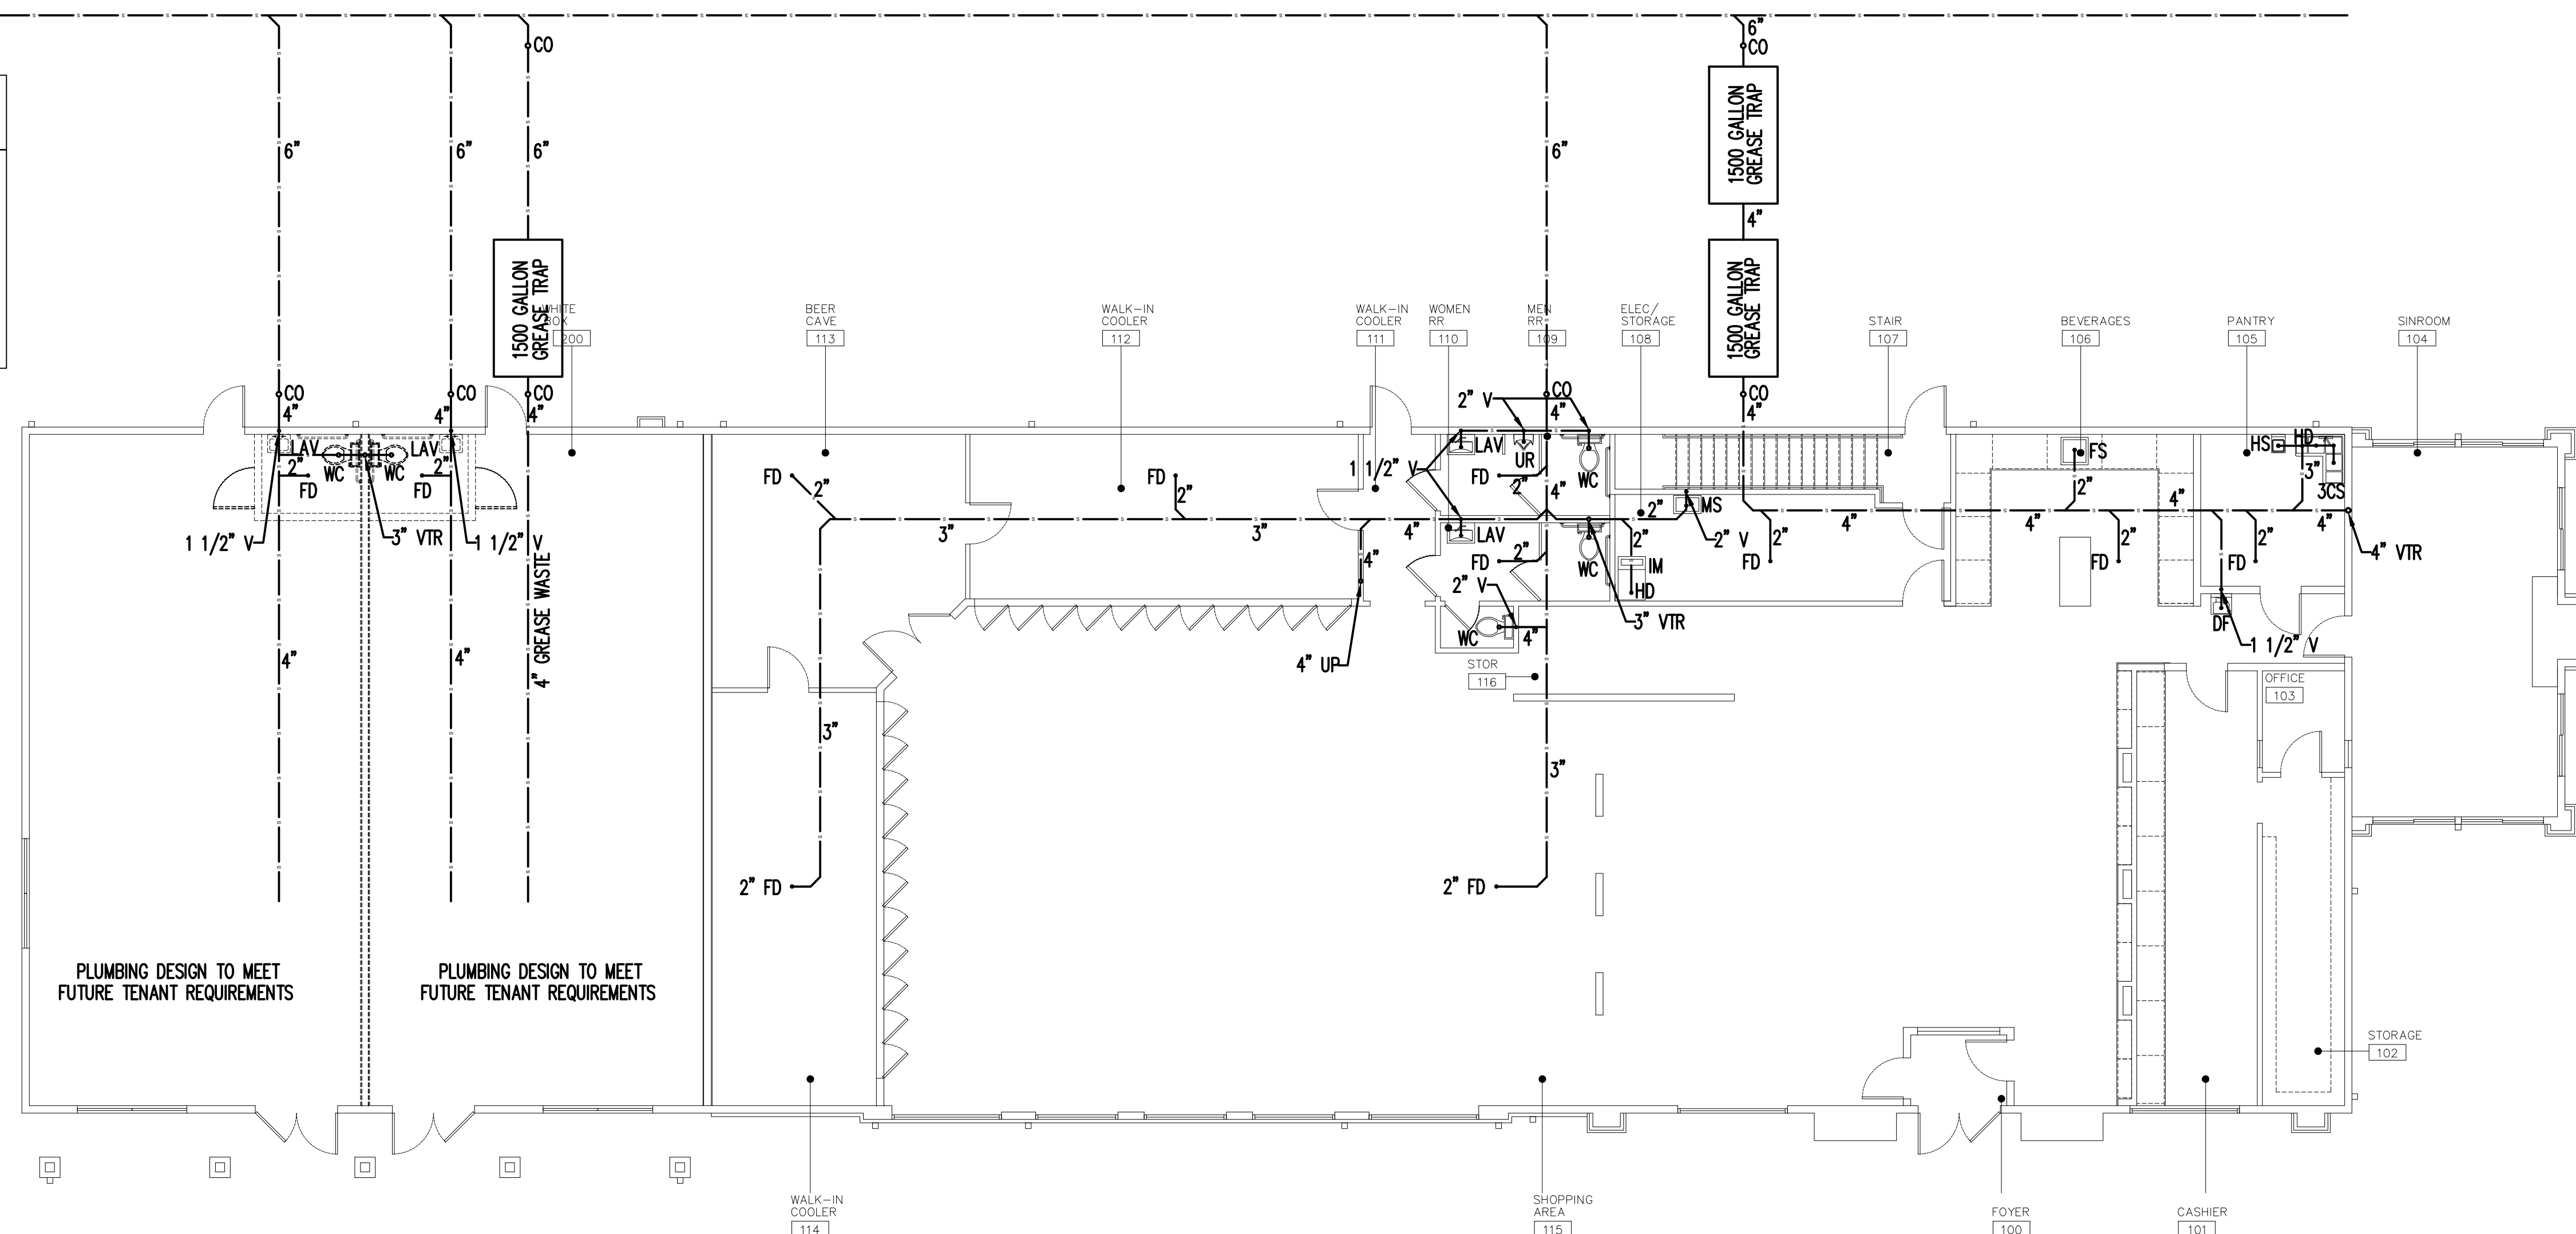 6"
CO
CO
6"
6"
6"
6"
1500 GALLON
GREASE TRAP
4"
1500 GALLON
GREASE TRAP
1500 GALLON
GREASE TRAP
WHITE
BOX
200
BEER
CAVE
113
WALK-IN
COOLER
112
WALK-IN
COOLER
111
WOMEN
RR
110
MEN
RR
109
ELEC/
STORAGE
108
STAIR
107
BEVERAGES
106
PANTRY
105
SINROOM
104
CO
4"
CO
4"
CO
4"
2" V
CO
4"
CO
4"
LAV
WC
2"
FD
LAV
WC
2"
FD
1 1/2" V
3" VTR
1 1/2" V
FD
2"
FD
2"
1 1/2" V
LAV
UR
FD
2"
WC
4"
2"
MS
2" V
FS
2"
HS
HD
3"
3CS
3"
3"
4"
4"
LAV
FD
2"
WC
2"
IM
HD
FD
2"
4"
4"
4"
4"
FD
2"
FD
2"
4" VTR
4" UP
2" V
WC
4"
3" VTR
DF
1 1/2" V
4"
4"
4" GREASE WASTE
STOR
116
OFFICE
103
3"
3"
2" FD
2" FD
PLUMBING DESIGN TO MEET
FUTURE TENANT REQUIREMENTS
PLUMBING DESIGN TO MEET
FUTURE TENANT REQUIREMENTS
STORAGE
102
WALK-IN
COOLER
114
SHOPPING
AREA
115
FOYER
100
CASHIER
101